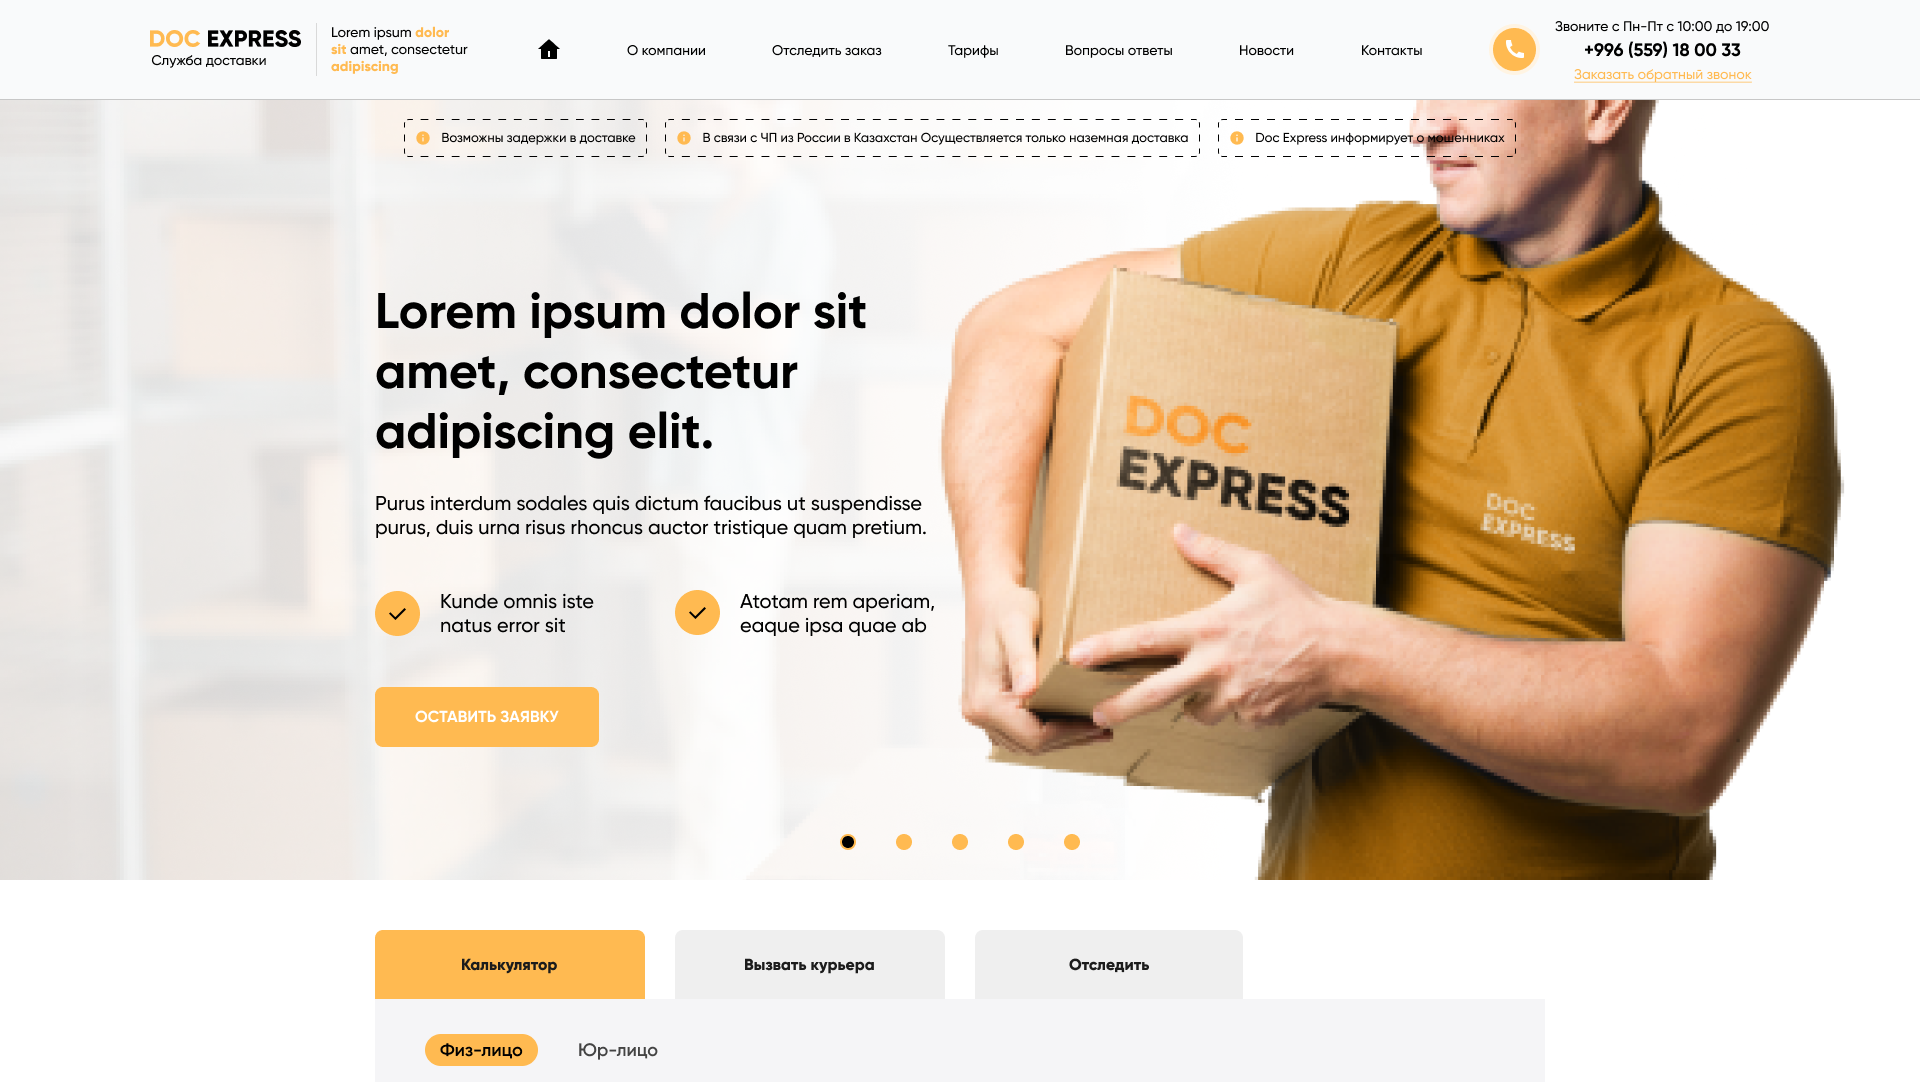 DOC EXPRESS
Служба доставки
Lorem ipsum dolor
sit amet, consectetur
adipiscing
О компании
Отследить заказ
Тарифы
Вопросы ответы
Новости
Контакты
Звоните с Пн-Пт с 10:00 до 19:00
+996 (559) 18 00 33
Заказать обратный звонок
Возможны задержки в доставке
В связи с ЧП из России в Казахстан Осуществляется только наземная доставка
Doc Express информирует о мошенниках
Lorem ipsum dolor sit
amet, consectetur
adipiscing elit.
Purus interdum sodales quis dictum faucibus ut suspendisse
purus, duis urna risus rhoncus auctor tristique quam pretium.
Kunde omnis iste
natus error sit
Atotam rem aperiam,
eaque ipsa quae ab
ОСТАВИТЬ ЗАЯВКУ
DOC
EXPRESS
DOC
EXPRESS
Калькулятор
Вызвать курьера
Отследить
Физ-лицо
Юр-лицо